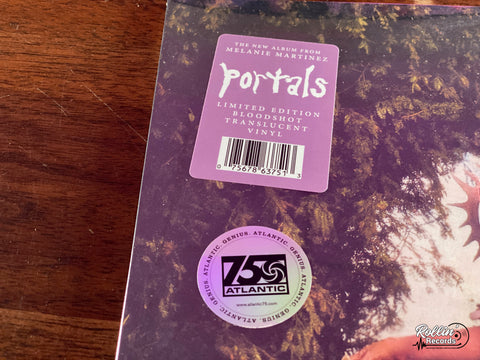 THE NEW ALBUM FROM
MELANIE MARTINEZ
portals
LIMITED EDITION
BLOODSHOT
TRANSLUCENT
VINYL
0 75678 63751 3
ATLANTIC. GENIUS. ATLANTIC. GENIUS. ATLANTIC. GENIUS. ATLANTIC. GENIUS.
75
ATLANTIC
www.atlantic75.com
Rollin'
Records